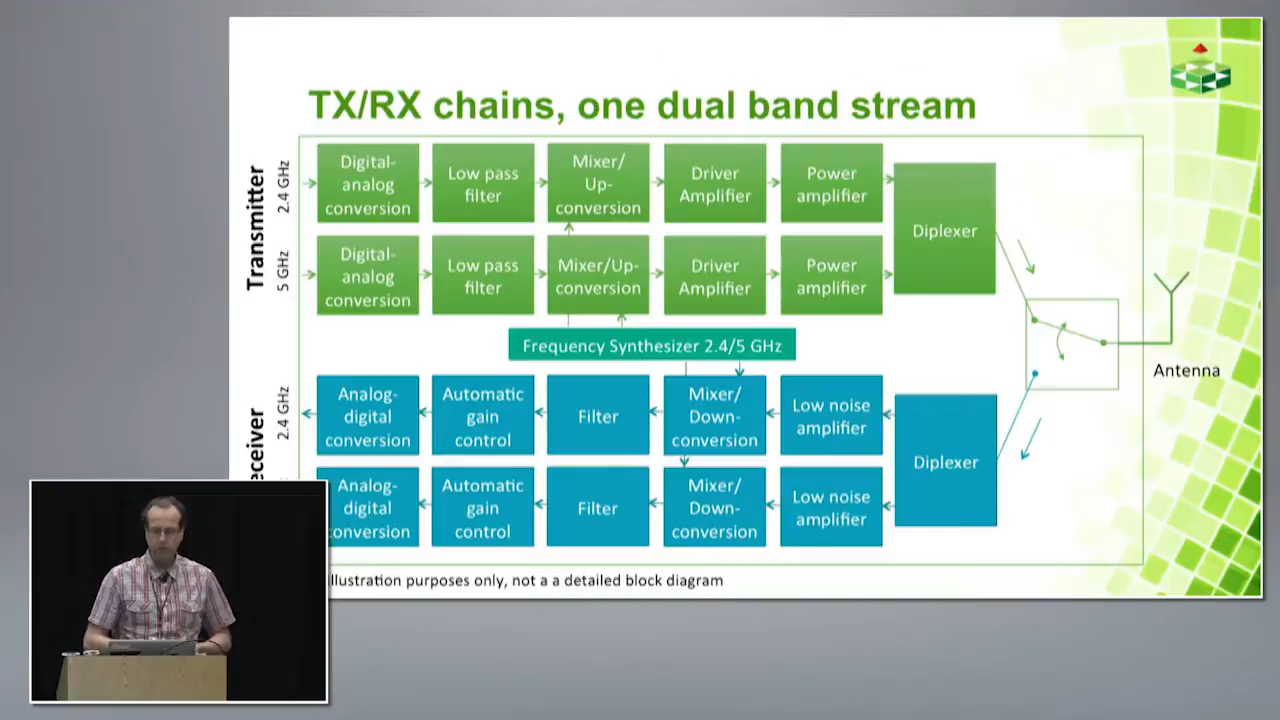 TX/RX chains, one dual band stream
Transmitter
2.4 GHz
Digital-
analog
conversion
Low pass
filter
Mixer/
Up-
conversion
Driver
Amplifier
Power
amplifier
Diplexer
5 GHz
Digital-
analog
conversion
Low pass
filter
Mixer/Up-
conversion
Driver
Amplifier
Power
amplifier
Frequency Synthesizer 2.4/5 GHz
Antenna
eceiver
2.4 GHz
Analog-
digital
conversion
Automatic
gain
control
Filter
Mixer/
Down-
conversion
Low noise
amplifier
Diplexer
Analog-
digital
conversion
Automatic
gain
control
Filter
Mixer/
Down-
conversion
Low noise
amplifier
llustration purposes only, not a a detailed block diagram